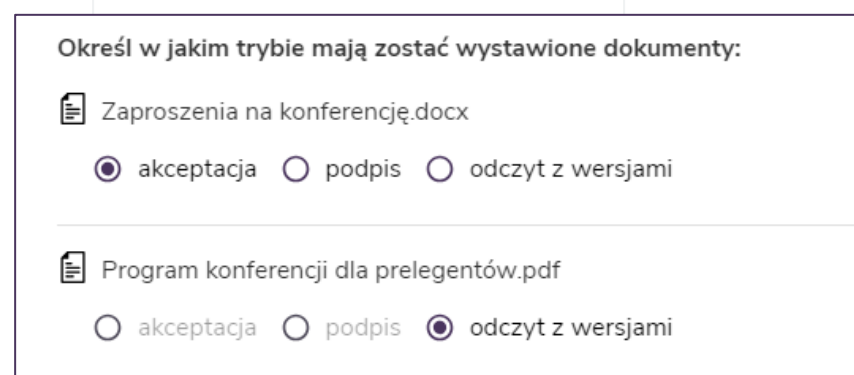 Określ w jakim trybie mają zostać wystawione dokumenty:
Zaproszenia na konferencję.docx
akceptacja podpis odczyt z wersjami
Program konferencji dla prelegentów.pdf
akceptacja podpis odczyt z wersjami